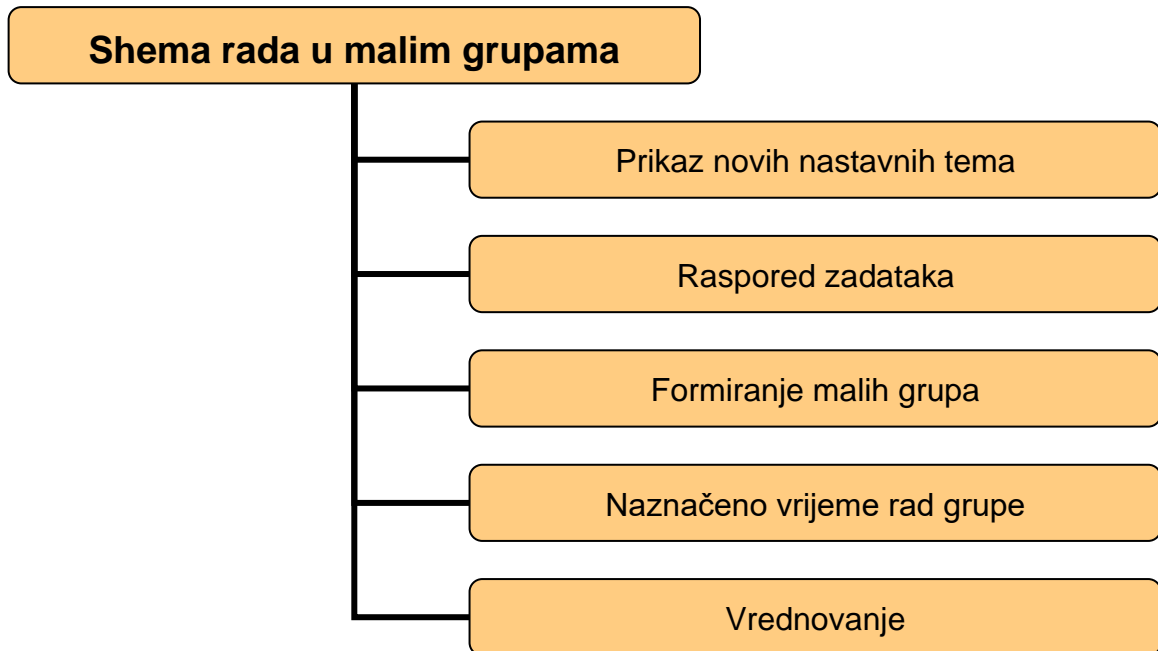 Shema rada u malim grupama
Prikaz novih nastavnih tema
Raspored zadataka
Formiranje malih grupa
Naznačeno vrijeme rad grupe
Vrednovanje